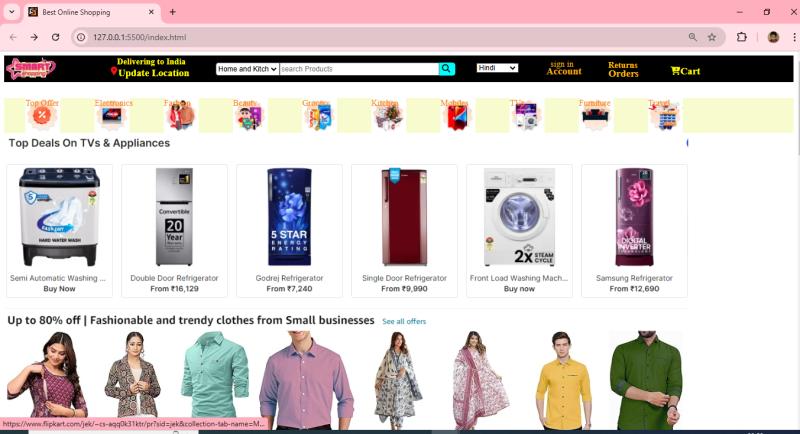 Best Online Shopping
127.0.0.1:5500/index.html
SMART
Delivering to India
Update Location
Home and Kitch
search Products
Hindi
sign in
Account
Returns
Orders
Cart
Top Offer
Electronics
Fashion
Beauty
Grocery
Kitchen
Mobiles
TVs
Furniture
Travel
Top Deals On TVs & Appliances
HARD WATER WASH
Convertible
20
Year
5 STAR
ENERGY
RATING
2x STEAM
CYCLE
DIGITAL
INVERTER
Semi Automatic Washing ...
Buy Now
Double Door Refrigerator
From ₹16,129
Godrej Refrigerator
From ₹7,240
Single Door Refrigerator
From ₹9,990
Front Load Washing Mach...
Buy now
Samsung Refrigerator
From ₹12,690
Up to 80% off | Fashionable and trendy clothes from Small businesses
See all offers
https://www.flipkart.com/jek/~cs-aqq0k31ktr/pr?sid=jek&collection-tab-name=M...